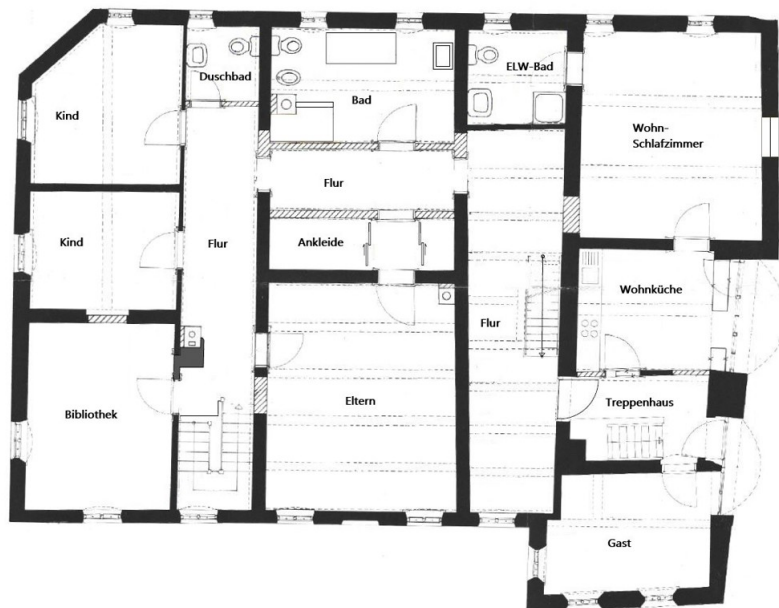 Duschbad
ELW-Bad
Kind
Bad
Wohn-
Schlafzimmer
Flur
Kind
Flur
Ankleide
Wohnküche
Flur
Eltern
Treppenhaus
Bibliothek
Gast